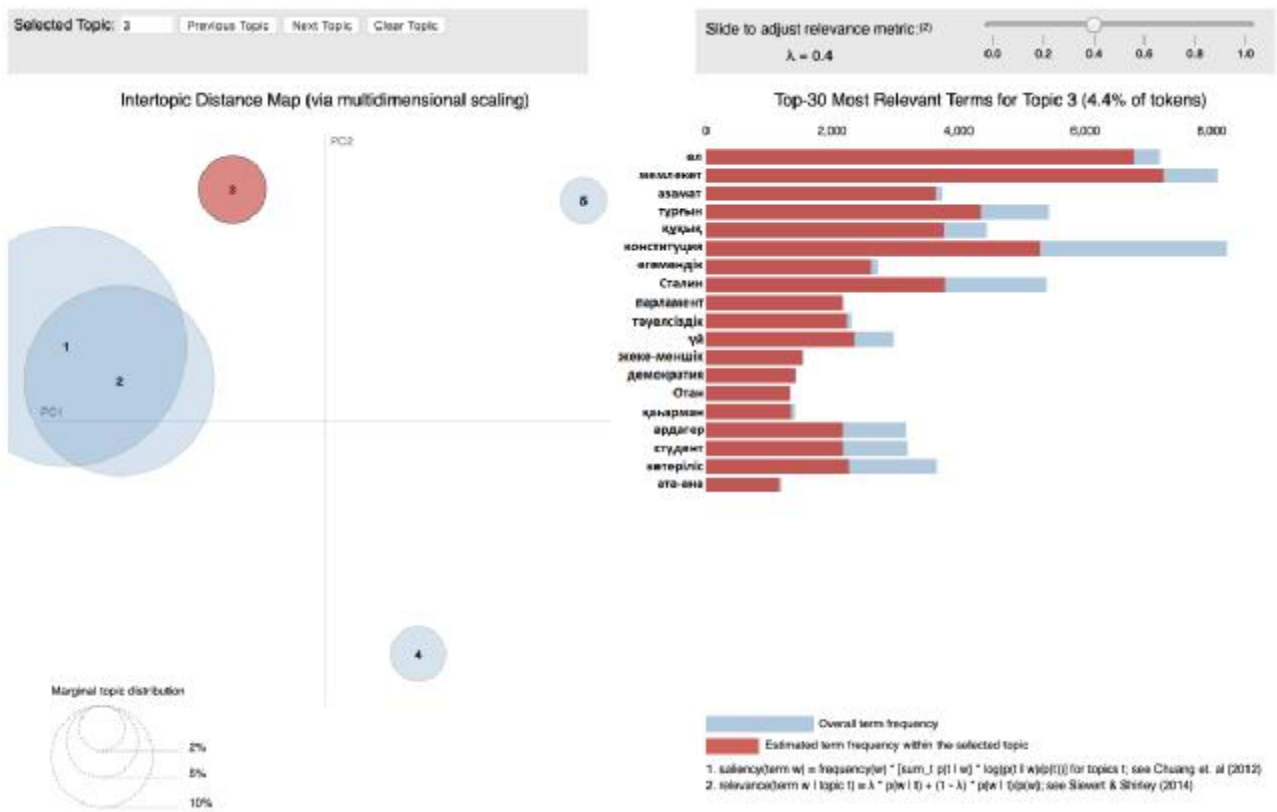 Selected Topic: 3 Previous Topic Next Topic Clear Topic
Slide to adjust relevance metric:(2)
λ = 0.4
0.0 0.2 0.4 0.6 0.8 1.0
Intertopic Distance Map (via multidimensional scaling)
PC2
PC1
1
2
3
4
5
Marginal topic distribution
2%
5%
10%
Top-30 Most Relevant Terms for Topic 3 (4.4% of tokens)
0 2,000 4,000 6,000 8,000
ел
мемлекет
азамат
тұрғын
құқық
конституция
егемендік
Сталин
парламент
тәуелсіздік
үй
жеке-меншік
демократия
Отан
қаһарман
ардагер
студент
көтеріліс
ата-ана
Overall term frequency
Estimated term frequency within the selected topic
1. saliency(term w) = frequency(w) * [sum_t p(t | w) * log(p(t | w)/p(t))] for topics t; see Chuang et. al (2012)
2. relevance(term w | topic t) = λ * p(w | t) + (1 - λ) * p(w | t)/p(w); see Sievert & Shirley (2014)